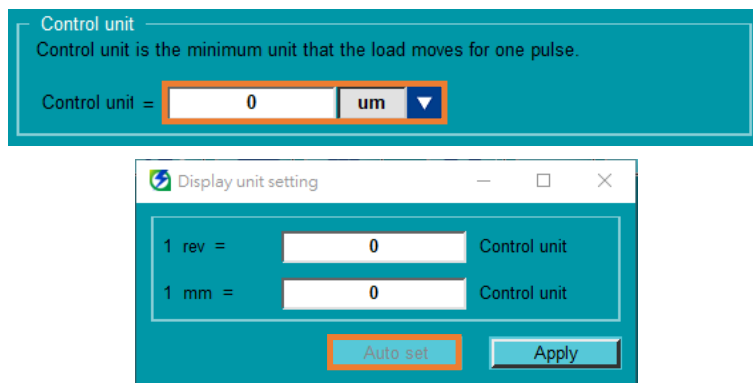 Control unit
Control unit is the minimum unit that the load moves for one pulse.
Control unit = 0 um
Display unit setting
1 rev = 0 Control unit
1 mm = 0 Control unit
Auto set Apply